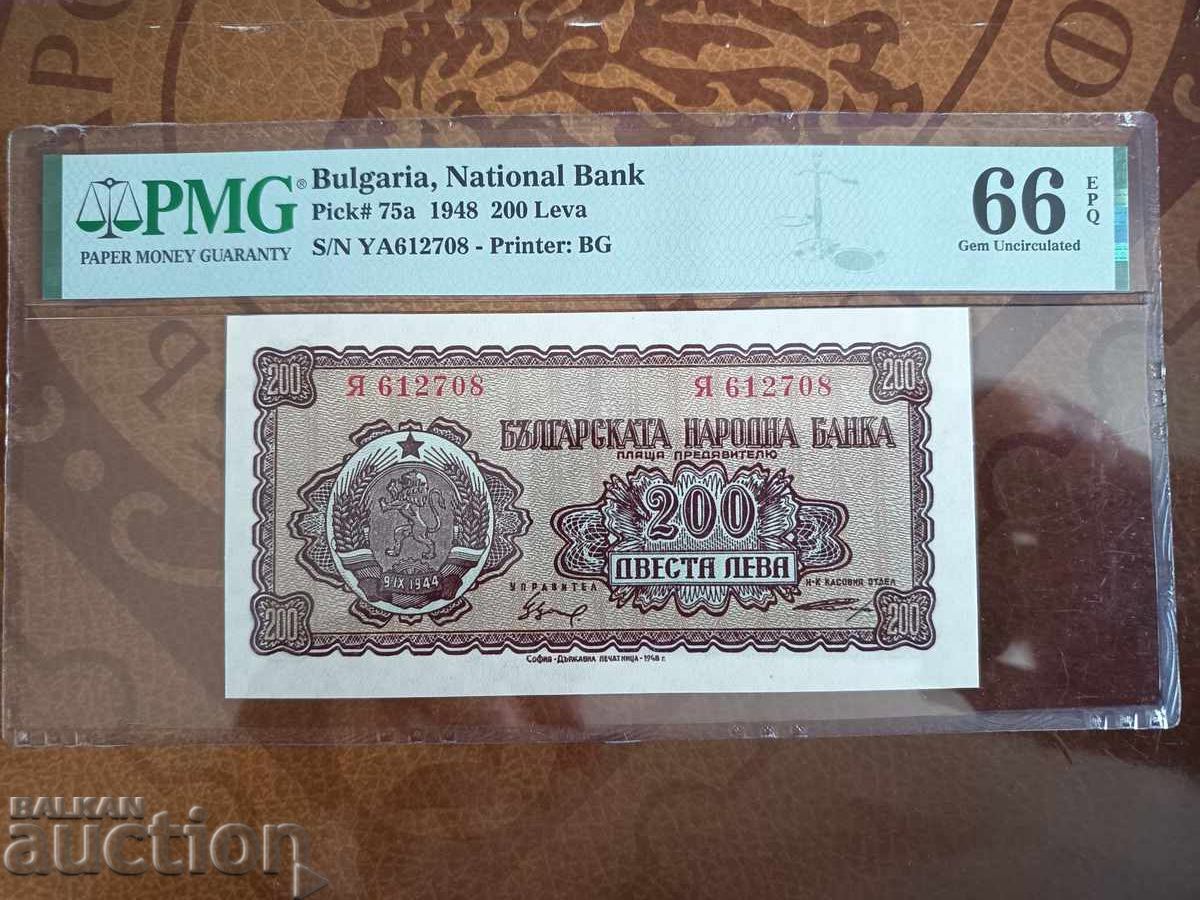 PMG®
PAPER MONEY GUARANTY
Bulgaria, National Bank
Pick# 75a 1948 200 Leva
S/N YA612708 - Printer: BG
66 EPQ
Gem Uncirculated
200 200
Я 612708 Я 612708
БЪЛГАРСКАТА НАРОДНА БАНКА
ПЛАЩА ПРЕДЯВИТЕЛЮ
200
ДВЕСТА ЛЕВА
9·IX 1944
УПРАВИТЕЛ Н-К КАСОВИЯ ОТДЕЛ
200 200
СОФИЯ - ДЪРЖАВНА ПЕЧАТНИЦА - 1948 Г.
BALKAN
auction